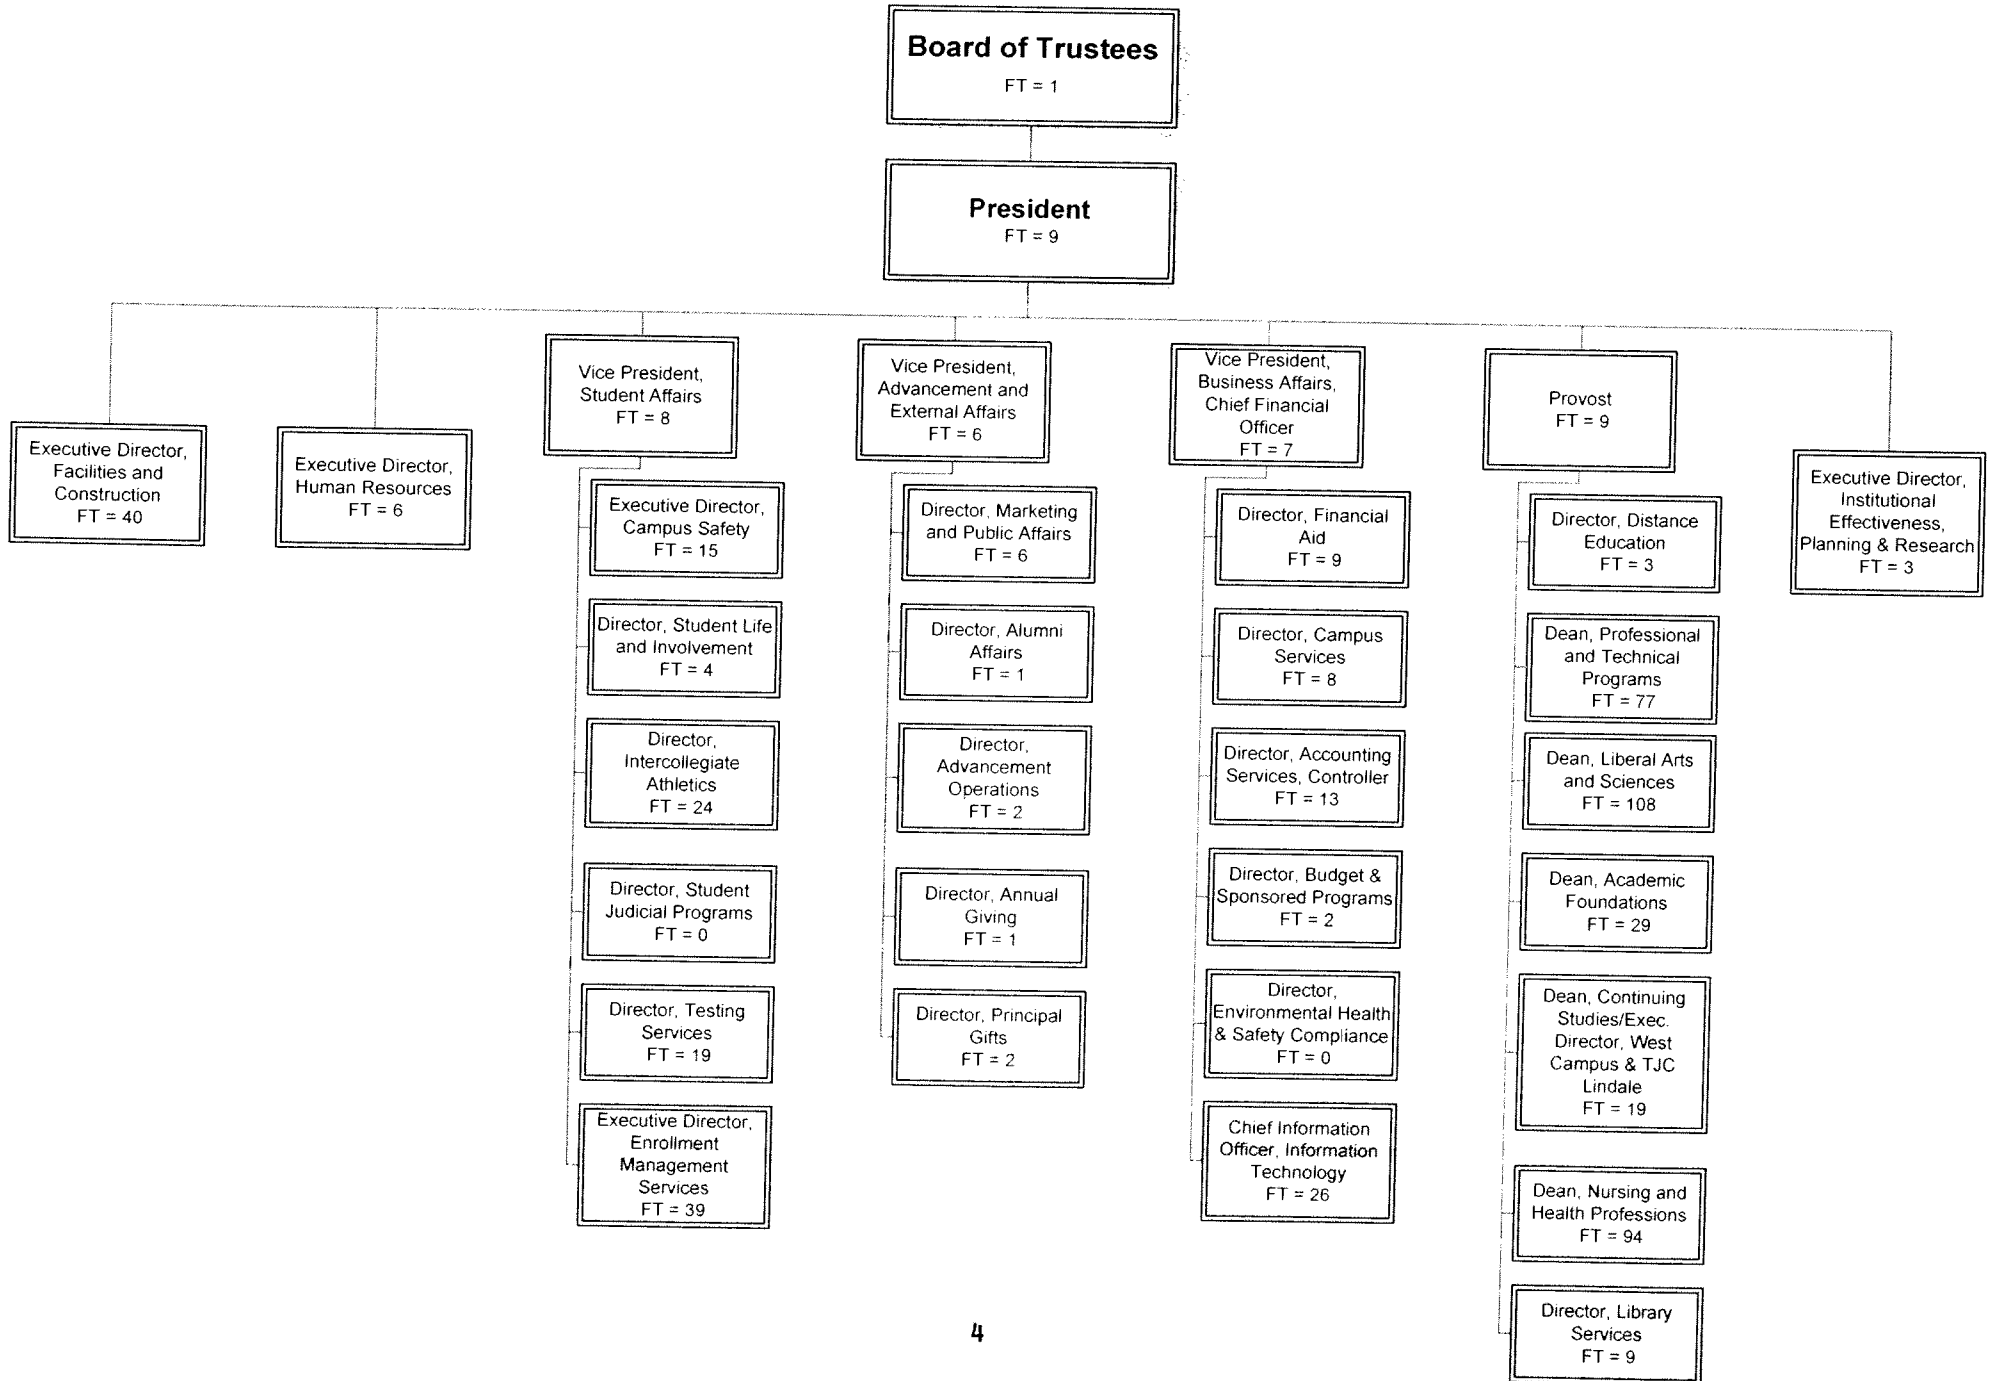 Board of Trustees
FT = 1
President
FT = 9
Executive Director,
Facilities and
Construction
FT = 40
Executive Director,
Human Resources
FT = 6
Vice President,
Student Affairs
FT = 8
Executive Director,
Campus Safety
FT = 15
Director, Student Life
and Involvement
FT = 4
Director,
Intercollegiate
Athletics
FT = 24
Director, Student
Judicial Programs
FT = 0
Director, Testing
Services
FT = 19
Executive Director,
Enrollment
Management
Services
FT = 39
Vice President,
Advancement and
External Affairs
FT = 6
Director, Marketing
and Public Affairs
FT = 6
Director, Alumni
Affairs
FT = 1
Director,
Advancement
Operations
FT = 2
Director, Annual
Giving
FT = 1
Director, Principal
Gifts
FT = 2
Vice President,
Business Affairs,
Chief Financial
Officer
FT = 7
Director, Financial
Aid
FT = 9
Director, Campus
Services
FT = 8
Director, Accounting
Services, Controller
FT = 13
Director, Budget &
Sponsored Programs
FT = 2
Director,
Environmental Health
& Safety Compliance
FT = 0
Chief Information
Officer, Information
Technology
FT = 26
Provost
FT = 9
Director, Distance
Education
FT = 3
Dean, Professional
and Technical
Programs
FT = 77
Dean, Liberal Arts
and Sciences
FT = 108
Dean, Academic
Foundations
FT = 29
Dean, Continuing
Studies/Exec.
Director, West
Campus & TJC
Lindale
FT = 19
Dean, Nursing and
Health Professions
FT = 94
Director, Library
Services
FT = 9
Executive Director,
Institutional
Effectiveness,
Planning & Research
FT = 3
4